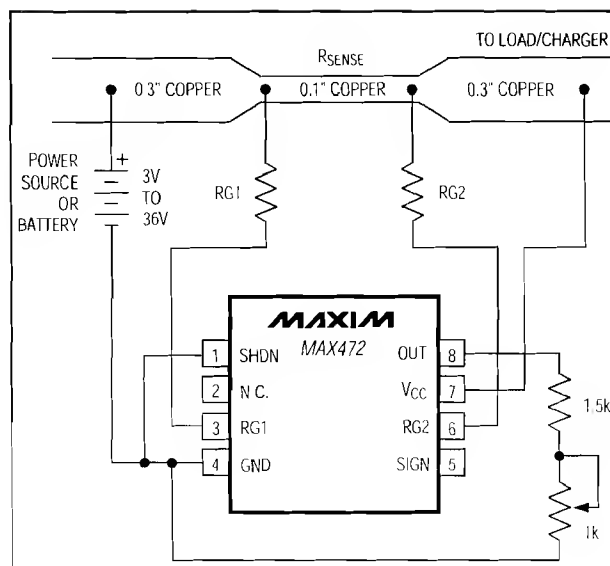 TO LOAD/CHARGER
RSENSE
0.3" COPPER
0.1" COPPER
0.3" COPPER
POWER
SOURCE
OR
BATTERY
+
3V
TO
36V
RG1
RG2
MAXIM
MAX472
1 SHDN
OUT 8
2 N.C.
VCC 7
3 RG1
RG2 6
4 GND
SIGN 5
1.5k
1k